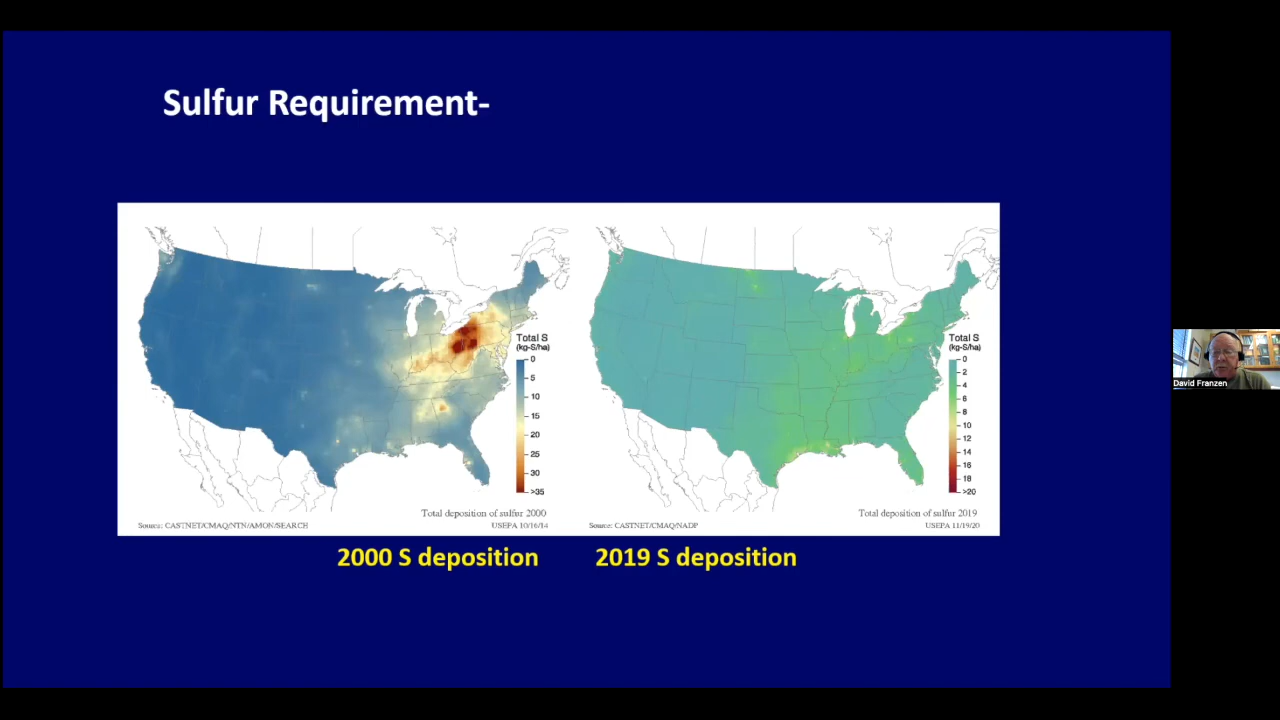 Sulfur Requirement-
Total S
(kg-S/ha)
0
5
10
15
20
25
30
>35
Total deposition of sulfur 2000
Source: CASTNET/CMAQ/NTN/AMON/SEARCH
USEPA 10/16/14
Total S
(kg-S/ha)
0
2
4
6
8
10
12
14
16
18
>20
Total deposition of sulfur 2019
Source: CASTNET/CMAQ/NADP
USEPA 11/19/20
2000 S deposition
2019 S deposition
David Franzen